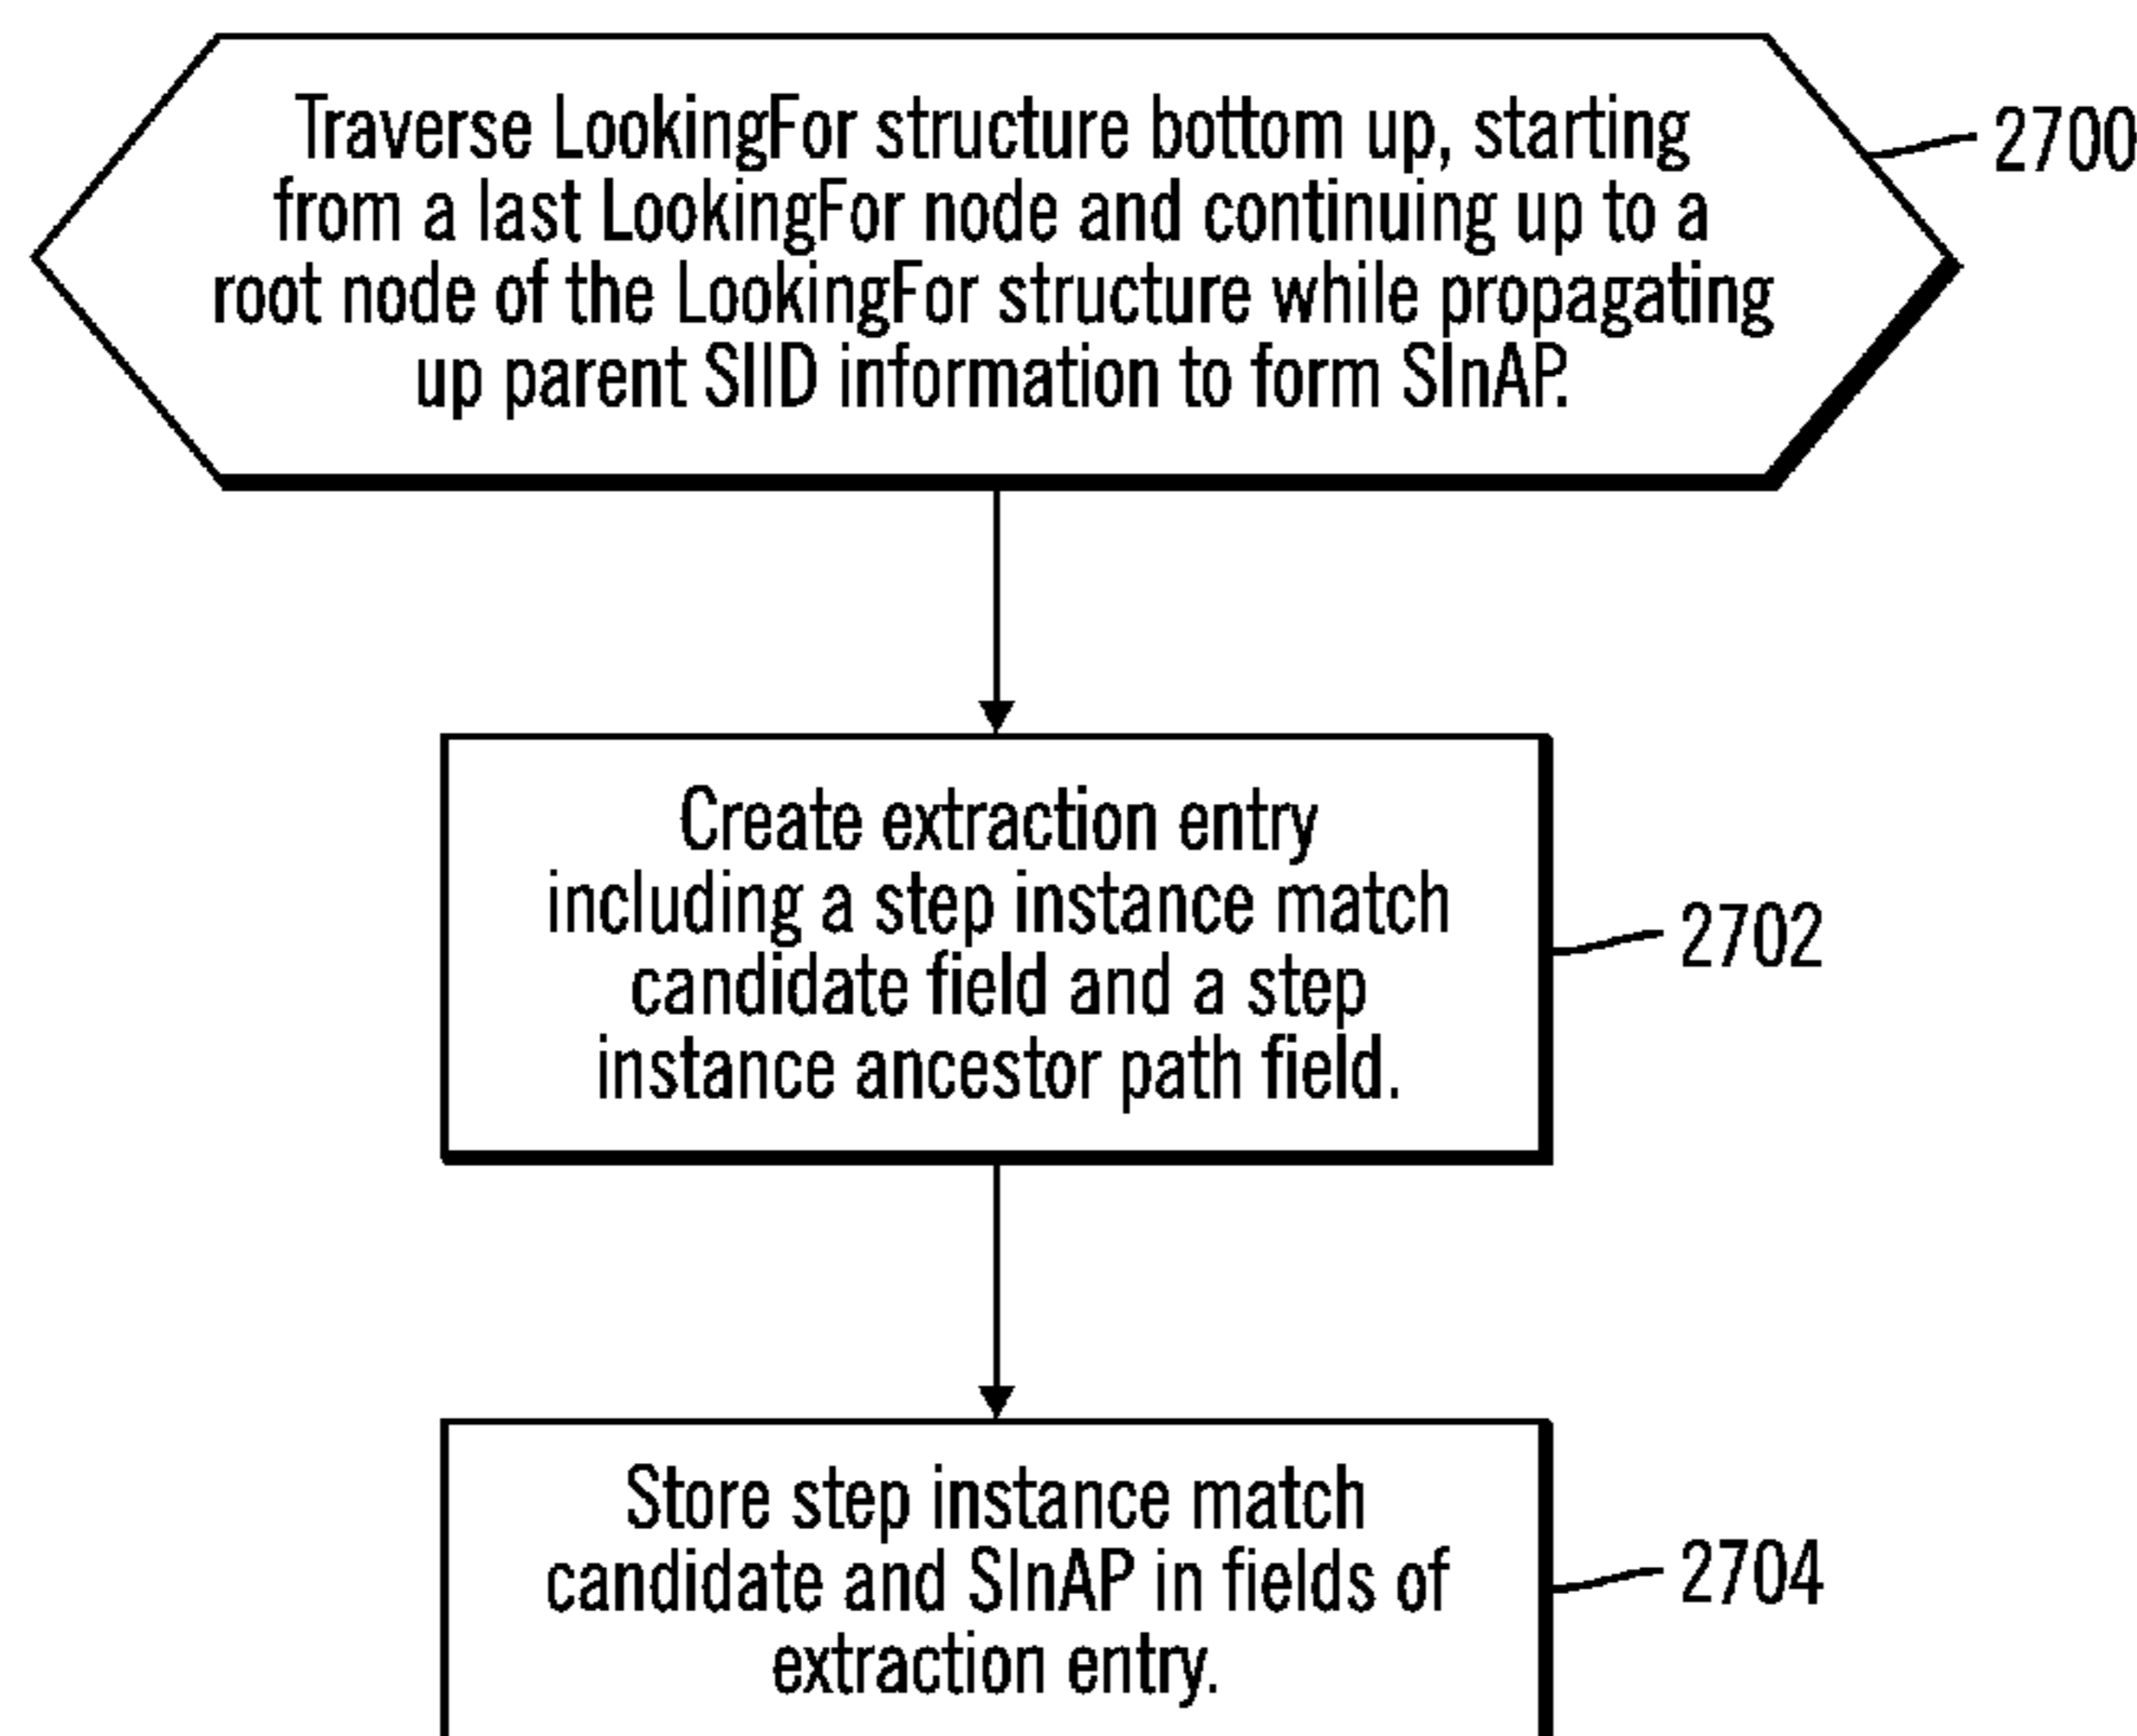 Traverse LookingFor structure bottom up, starting
from a last LookingFor node and continuing up to a
root node of the LookingFor structure while propagating
up parent SIID information to form SInAP.
2700
Create extraction entry
including a step instance match
candidate field and a step
instance ancestor path field.
2702
Store step instance match
candidate and SInAP in fields of
extraction entry.
2704